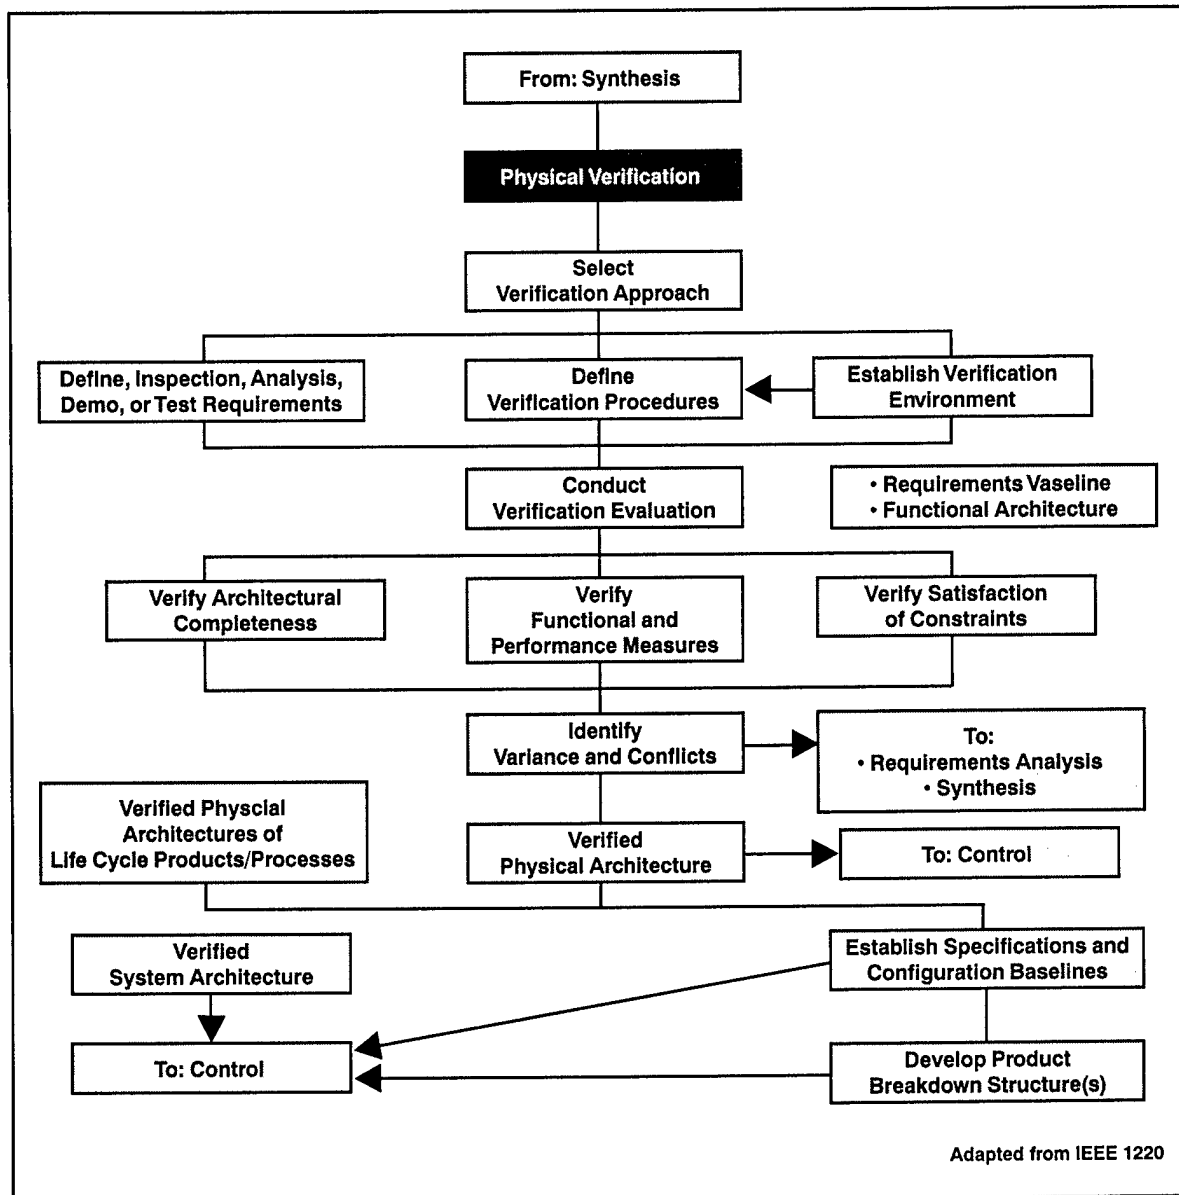 From: Synthesis
Physical Verification
Select
Verification Approach
Define, Inspection, Analysis,
Demo, or Test Requirements
Define
Verification Procedures
Establish Verification
Environment
Conduct
Verification Evaluation
• Requirements Vaseline
• Functional Architecture
Verify Architectural
Completeness
Verify
Functional and
Performance Measures
Verify Satisfaction
of Constraints
Identify
Variance and Conflicts
To:
• Requirements Analysis
• Synthesis
Verified Physcial
Architectures of
Life Cycle Products/Processes
Verified
Physical Architecture
To: Control
Verified
System Architecture
Establish Specifications and
Configuration Baselines
To: Control
Develop Product
Breakdown Structure(s)
Adapted from IEEE 1220